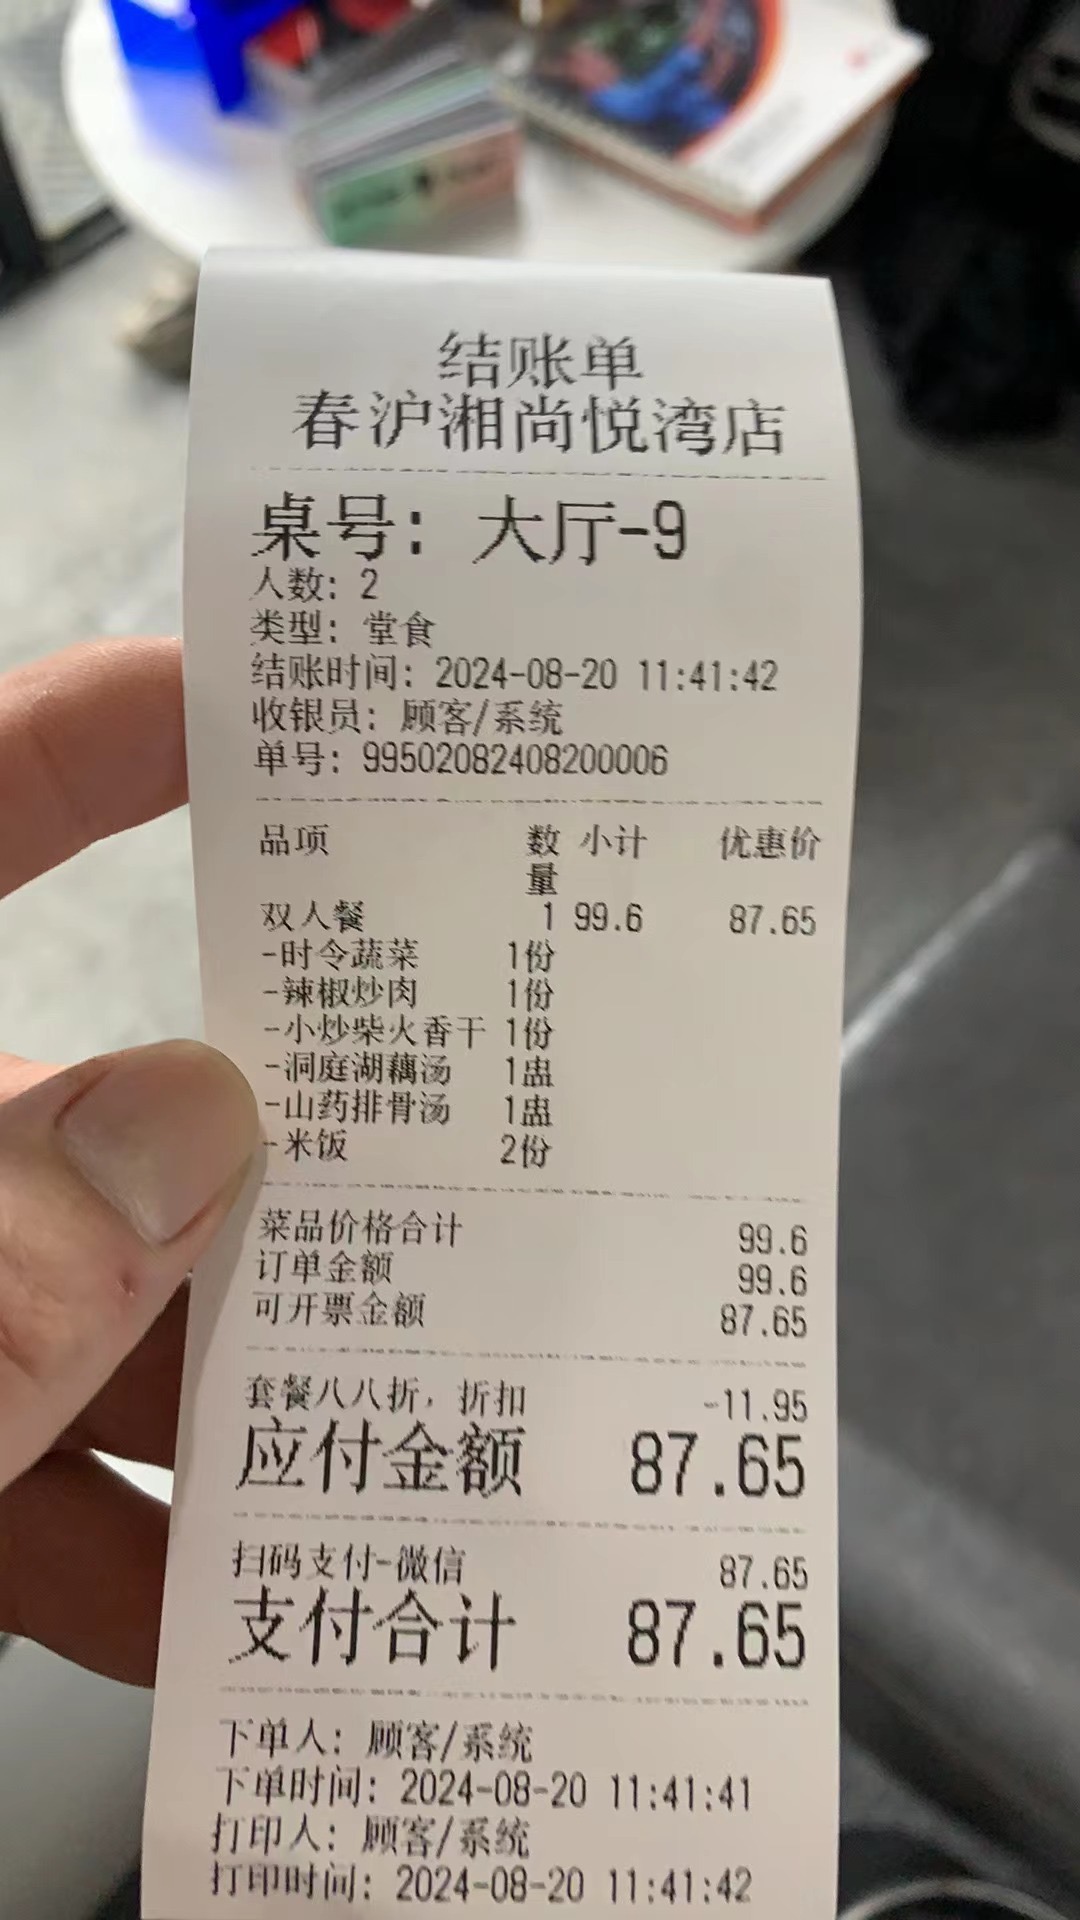 结账单
春沪湘尚悦湾店
桌号: 大厅-9
人数: 2
类型: 堂食
结账时间: 2024-08-20 11:41:42
收银员: 顾客/系统
单号: 99502082408200006
品项 数量 小计 优惠价
双人餐 1 99.6 87.65
-时令蔬菜 1份
-辣椒炒肉 1份
-小炒柴火香干 1份
-洞庭湖藕汤 1盅
-山药排骨汤 1盅
-米饭 2份
菜品价格合计 99.6
订单金额 99.6
可开票金额 87.65
套餐八八折, 折扣 -11.95
应付金额 87.65
扫码支付-微信 87.65
支付合计 87.65
下单人: 顾客/系统
下单时间: 2024-08-20 11:41:41
打印人: 顾客/系统
打印时间: 2024-08-20 11:41:42